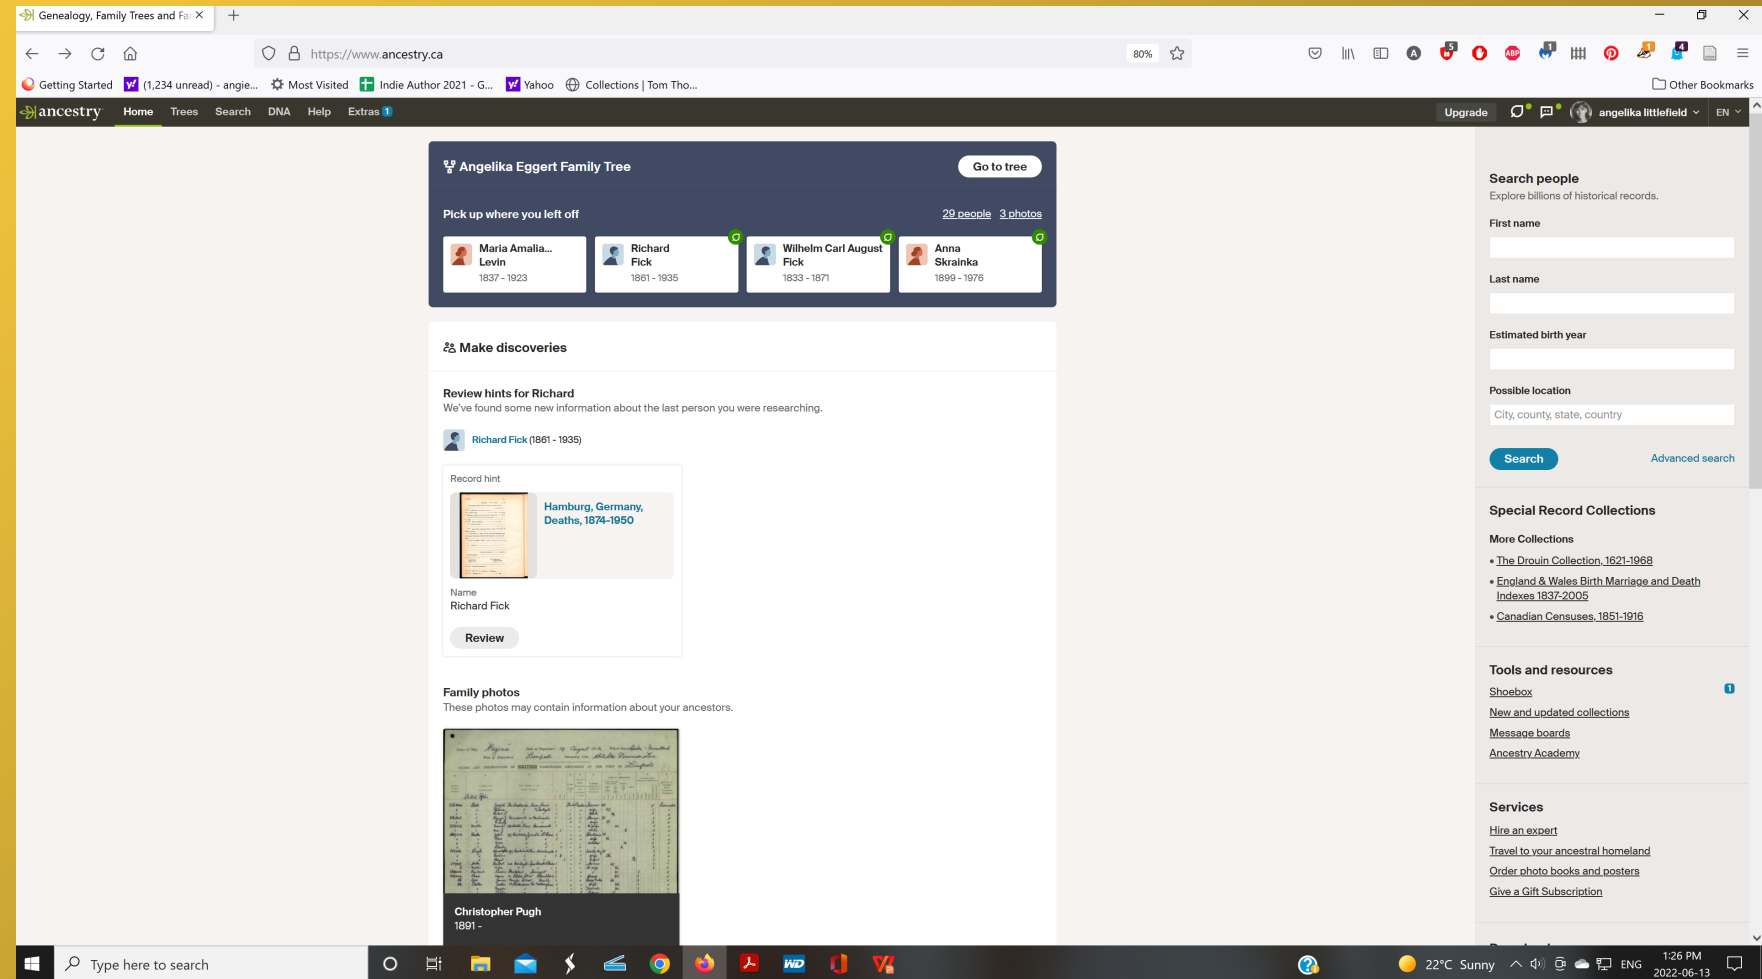 Genealogy, Family Trees and Fa
https://www.ancestry.ca
80%
Getting Started
(1,234 unread) - angie...
Most Visited
Indie Author 2021 - G...
Yahoo
Collections | Tom Tho...
Other Bookmarks
ancestry
Home Trees Search DNA Help Extras 1
Upgrade
angelika littlefield
EN
Angelika Eggert Family Tree
Go to tree
Pick up where you left off
29 people 3 photos
Maria Amalia...
Levin
1837 - 1923
Richard
Fick
1861 - 1935
Wilhelm Carl August
Fick
1833 - 1871
Anna
Skrainka
1899 - 1976
Make discoveries
Review hints for Richard
We've found some new information about the last person you were researching.
Richard Fick (1861 - 1935)
Record hint
Hamburg, Germany,
Deaths, 1874-1950
Name
Richard Fick
Review
Family photos
These photos may contain information about your ancestors.
Christopher Pugh
1891 -
Search people
Explore billions of historical records.
First name
Last name
Estimated birth year
Possible location
City, county, state, country
Search
Advanced search
Special Record Collections
More Collections
• The Drouin Collection, 1621-1968
• England & Wales Birth Marriage and Death
Indexes 1837-2005
• Canadian Censuses, 1851-1916
Tools and resources
Shoebox
1
New and updated collections
Message boards
Ancestry Academy
Services
Hire an expert
Travel to your ancestral homeland
Order photo books and posters
Give a Gift Subscription
Type here to search
22°C Sunny
ENG
1:26 PM
2022-06-13